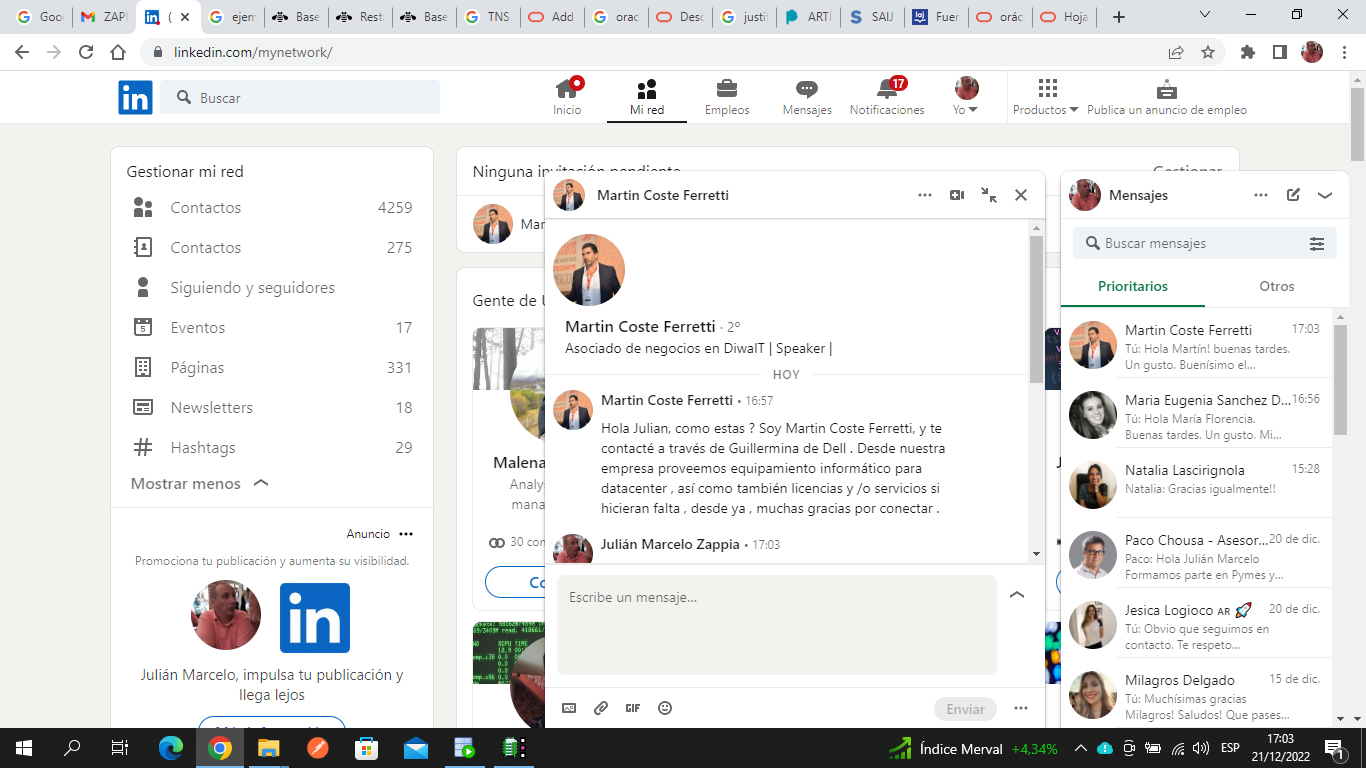 Goo
ZAPI
(
ejem
Base
Rest
Base
TNS
Add
orac
Desc
justif
ARTI
SAIJ
Fuer
orác
Hoja
linkedin.com/mynetwork/
in
Buscar
Inicio
Mi red
Empleos
Mensajes
17
Notificaciones
Yo
Productos
Publica un anuncio de empleo
Gestionar mi red
Contactos 4259
Contactos 275
Siguiendo y seguidores
Eventos 17
Páginas 331
Newsletters 18
Hashtags 29
Mostrar menos
Anuncio
Promociona tu publicación y aumenta su visibilidad.
in
Julián Marcelo, impulsa tu publicación y
llega lejos
Ninguna invitación pendiente
Gestionar
Mar
Gente de U
Malena
Analy
mana
30 con
Co
Martin Coste Ferretti
Martin Coste Ferretti · 2º
Asociado de negocios en DiwaIT | Speaker |
HOY
Martin Coste Ferretti • 16:57
Hola Julian, como estas ? Soy Martin Coste Ferretti, y te
contacté a través de Guillermina de Dell . Desde nuestra
empresa proveemos equipamiento informático para
datacenter , así como también licencias y /o servicios si
hicieran falta , desde ya , muchas gracias por conectar .
Julián Marcelo Zappia • 17:03
Escribe un mensaje...
GIF
Enviar
Mensajes
Buscar mensajes
Prioritarios
Otros
Martin Coste Ferretti 17:03
Tú: Hola Martín! buenas tardes.
Un gusto. Buenísimo el...
Maria Eugenia Sanchez D... 16:56
Tú: Hola María Florencia.
Buenas tardes. Un gusto. Mi...
Natalia Lascirignola 15:28
Natalia: Gracias igualmente!!
Paco Chousa - Asesor... 20 de dic.
Paco: Hola Julián Marcelo
Formamos parte en Pymes y...
Jesica Logioco AR 🚀 20 de dic.
Tú: Obvio que seguimos en
contacto. Te respeto...
Milagros Delgado 15 de dic.
Tú: Muchísimas gracias
Milagros! Saludos! Que pases...
Índice Merval +4,34%
ESP
17:03
21/12/2022
1